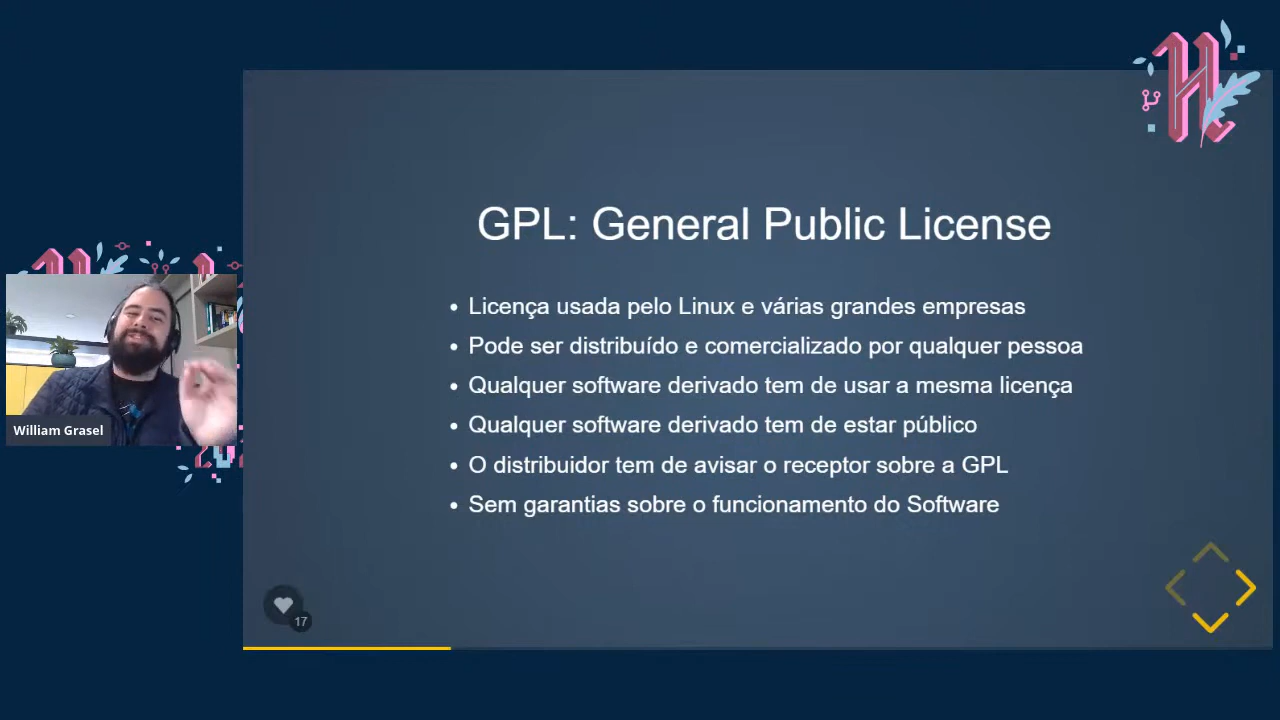 GPL: General Public License
• Licença usada pelo Linux e várias grandes empresas
• Pode ser distribuído e comercializado por qualquer pessoa
• Qualquer software derivado tem de usar a mesma licença
• Qualquer software derivado tem de estar público
• O distribuidor tem de avisar o receptor sobre a GPL
• Sem garantias sobre o funcionamento do Software
William Grasel
17
H